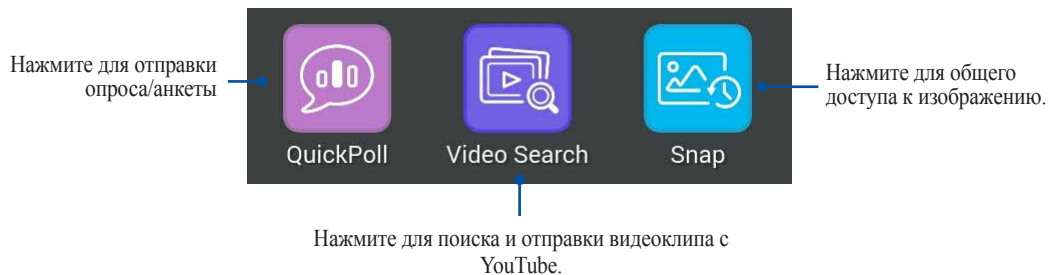 Нажмите для отправки
опроса/анкеты
QuickPoll
Video Search
Snap
Нажмите для общего
доступа к изображению.
Нажмите для поиска и отправки видеоклипа с
YouTube.